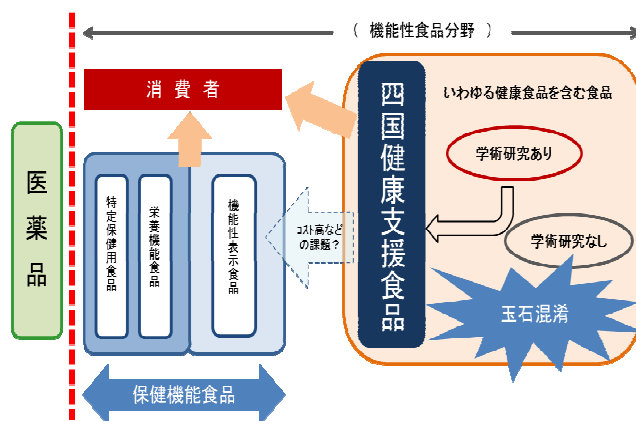 ( 機能性食品分野 )
消費者
四国健康支援食品
いわゆる健康食品を含む食品
学術研究あり
医薬品
特定保健用食品
栄養機能食品
機能性表示食品
コスト高など
の課題?
学術研究なし
玉石混淆
保健機能食品